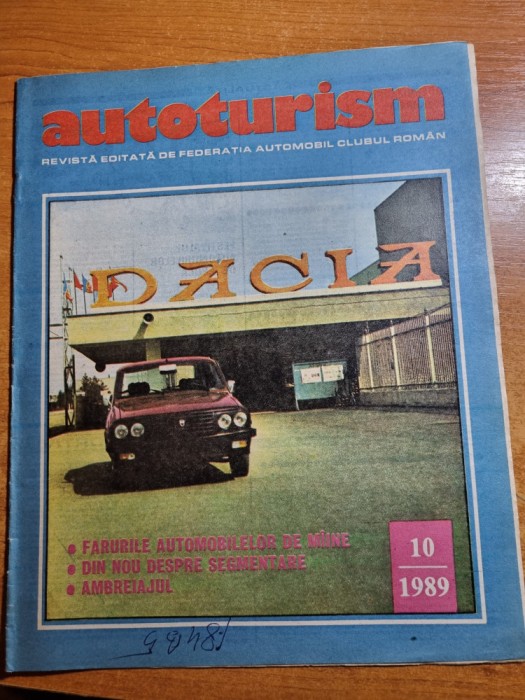 autoturism
REVISTĂ EDITATĂ DE FEDERAȚIA AUTOMOBIL CLUBUL ROMÂN
DACIA
• FARURILE AUTOMOBILELOR DE MÎINE
• DIN NOU DESPRE SEGMENTARE
• AMBREIAJUL
10
1989